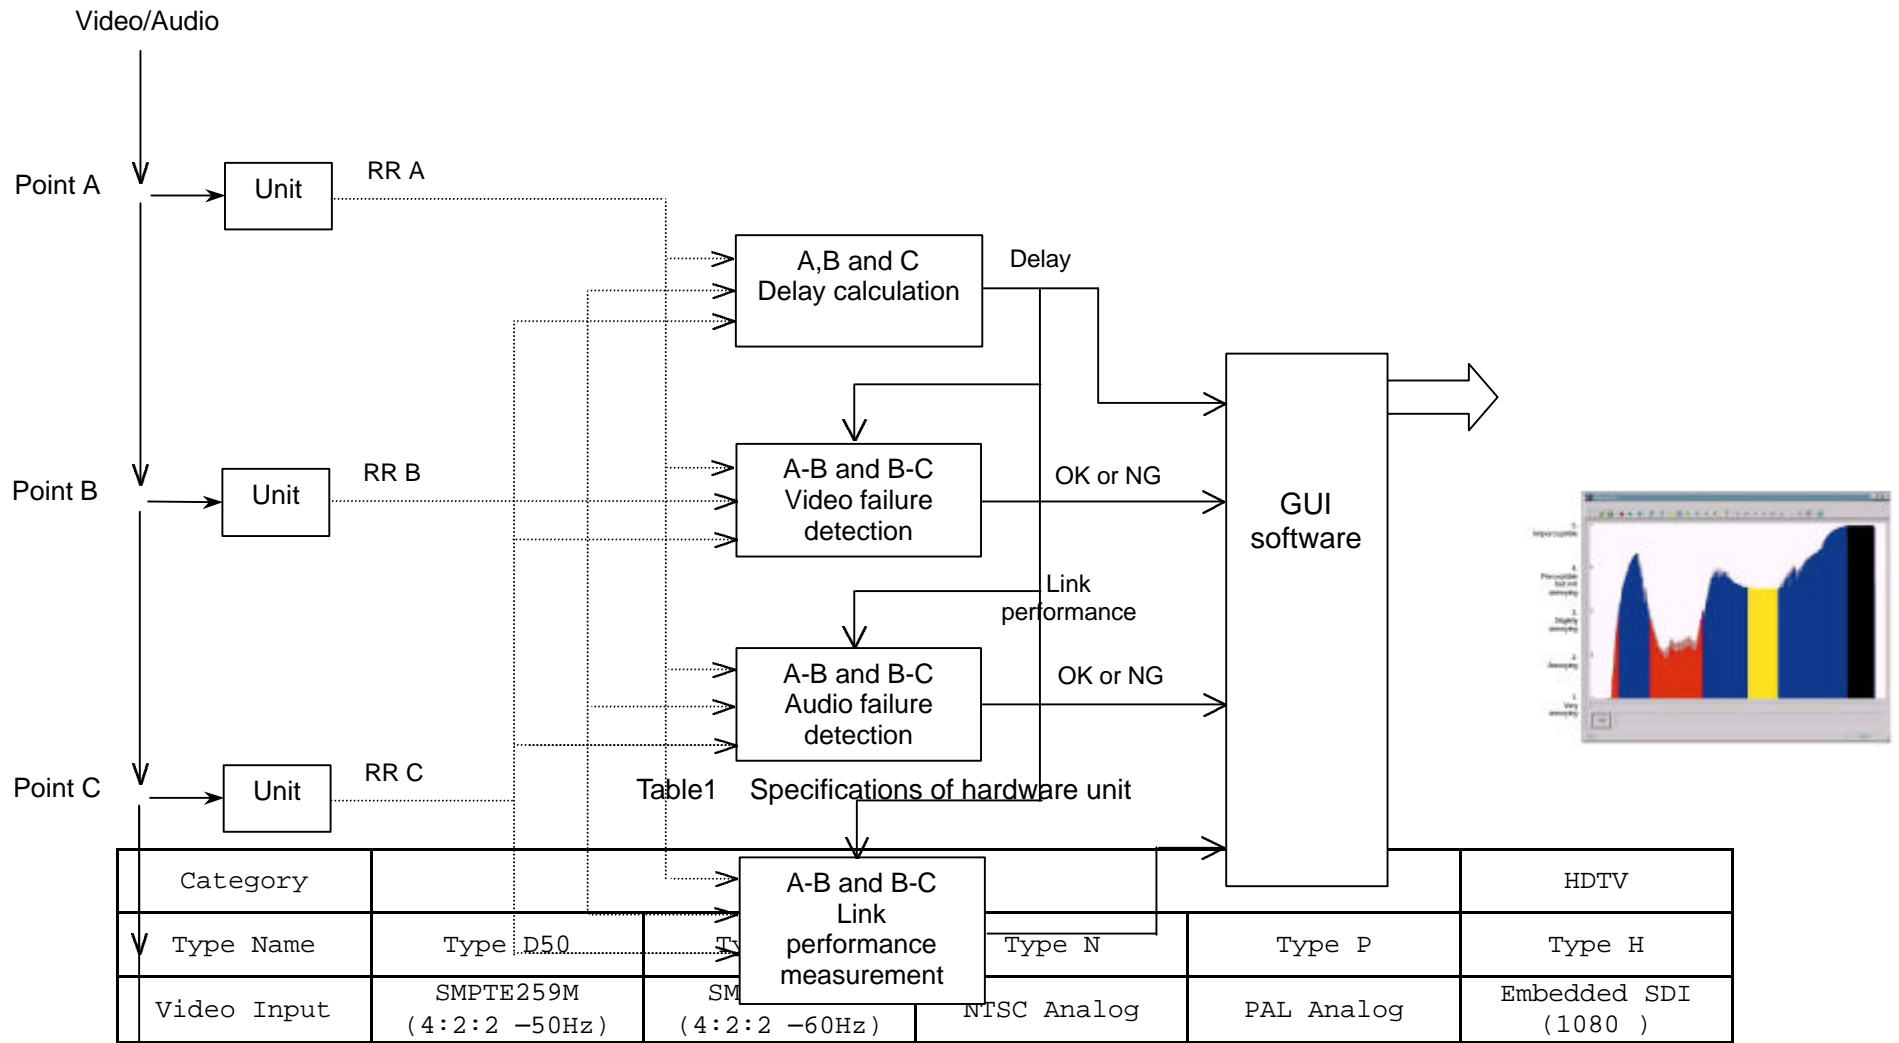 Video/Audio
Point A
Unit
RR A
A,B and C
Delay calculation
Delay
Point B
Unit
RR B
A-B and B-C
Video failure
detection
OK or NG
GUI
software
Link
performance
A-B and B-C
Audio failure
detection
OK or NG
Point C
Unit
RR C
Table1 Specifications of hardware unit
Category
HDTV
A-B and B-C
Link
performance
measurement
Type Name
Type D50
Type N
Type P
Type H
Video Input
SMPTE259M
(4:2:2 –50Hz)
(4:2:2 –60Hz)
NTSC Analog
PAL Analog
Embedded SDI
(1080 )